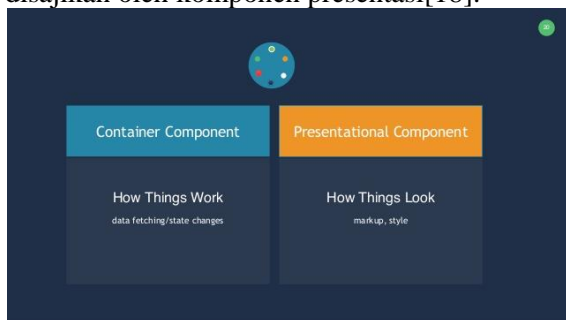 disajikan oleh komponen presentasi[18].
Container Component
Presentational Component
How Things Work
data fetching/state changes
How Things Look
markup, style